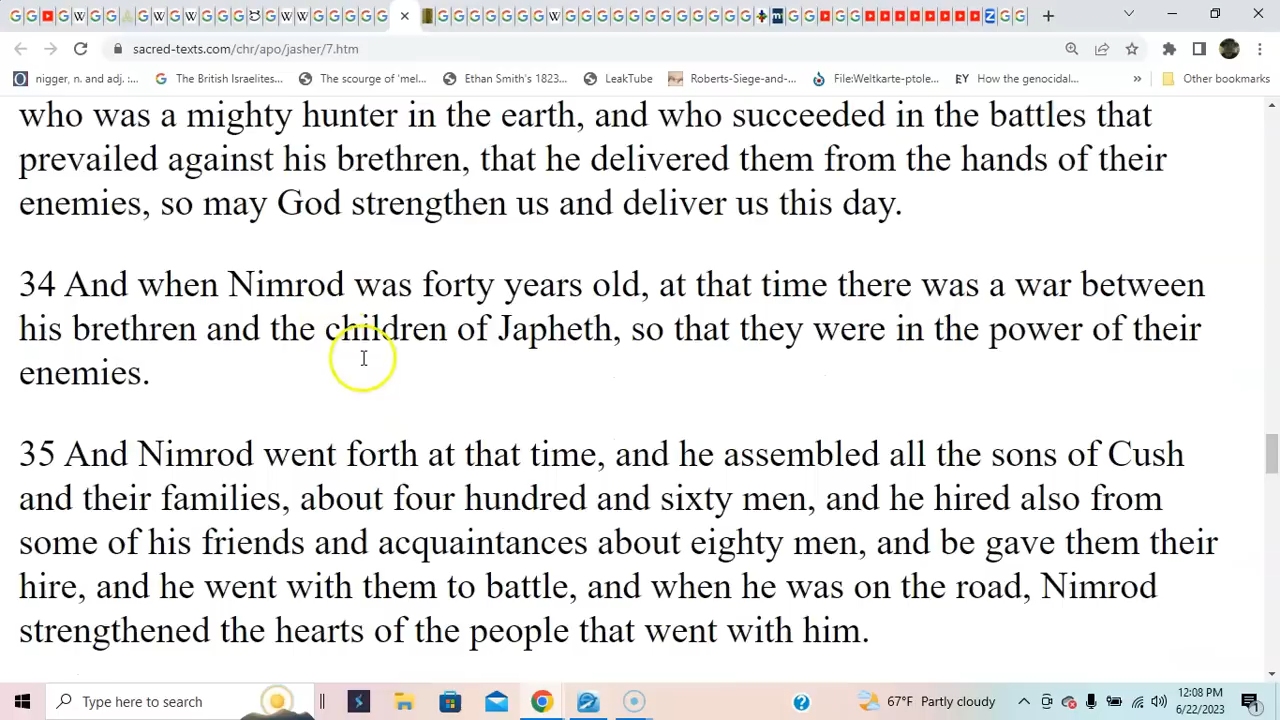 sacred-texts.com/chr/apo/jasher/7.htm
nigger, n. and adj. :...
The British Israelites...
The scourge of 'mel...
Ethan Smith's 1823...
LeakTube
Roberts-Siege-and-...
File:Weltkarte-ptole...
EY
How the genocidal...
»
Other bookmarks
who was a mighty hunter in the earth, and who succeeded in the battles that
prevailed against his brethren, that he delivered them from the hands of their
enemies, so may God strengthen us and deliver us this day.
34 And when Nimrod was forty years old, at that time there was a war between
his brethren and the children of Japheth, so that they were in the power of their
enemies.
35 And Nimrod went forth at that time, and he assembled all the sons of Cush
and their families, about four hundred and sixty men, and he hired also from
some of his friends and acquaintances about eighty men, and be gave them their
hire, and he went with them to battle, and when he was on the road, Nimrod
strengthened the hearts of the people that went with him.
Type here to search
67°F Partly cloudy
12:08 PM
6/22/2023